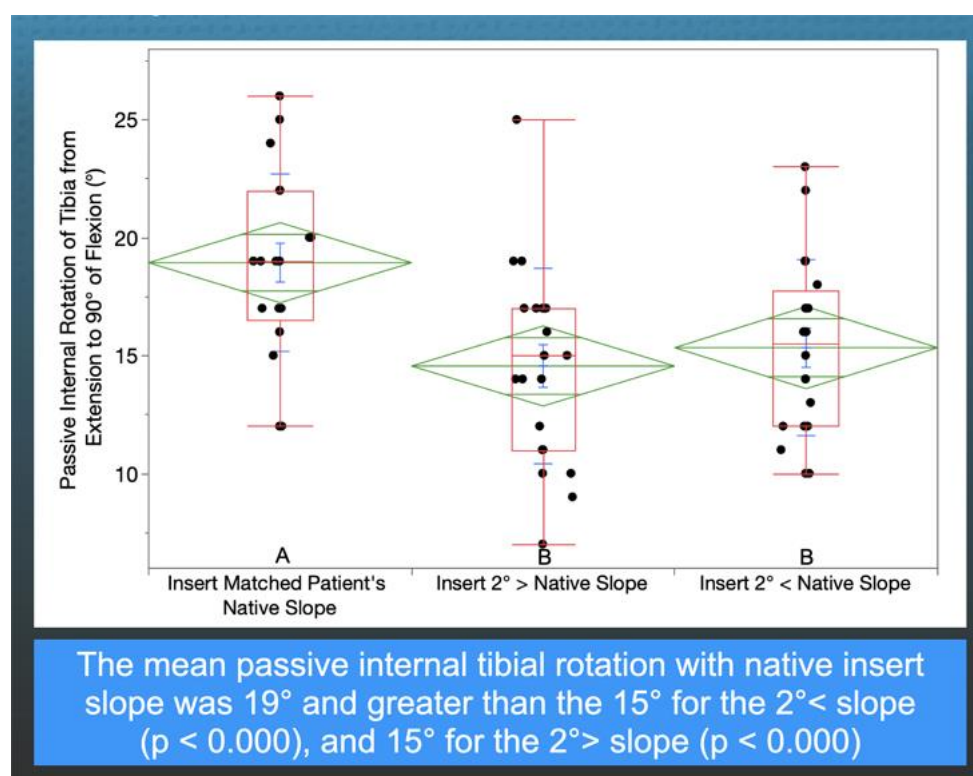 Passive Internal Rotation of Tibia from
Extension to 90° of Flexion (°)
25
20
15
10
A
B
B
Insert Matched Patient's
Native Slope
Insert 2° > Native Slope
Insert 2° < Native Slope
The mean passive internal tibial rotation with native insert
slope was 19° and greater than the 15° for the 2°< slope
(p < 0.000), and 15° for the 2°> slope (p < 0.000)